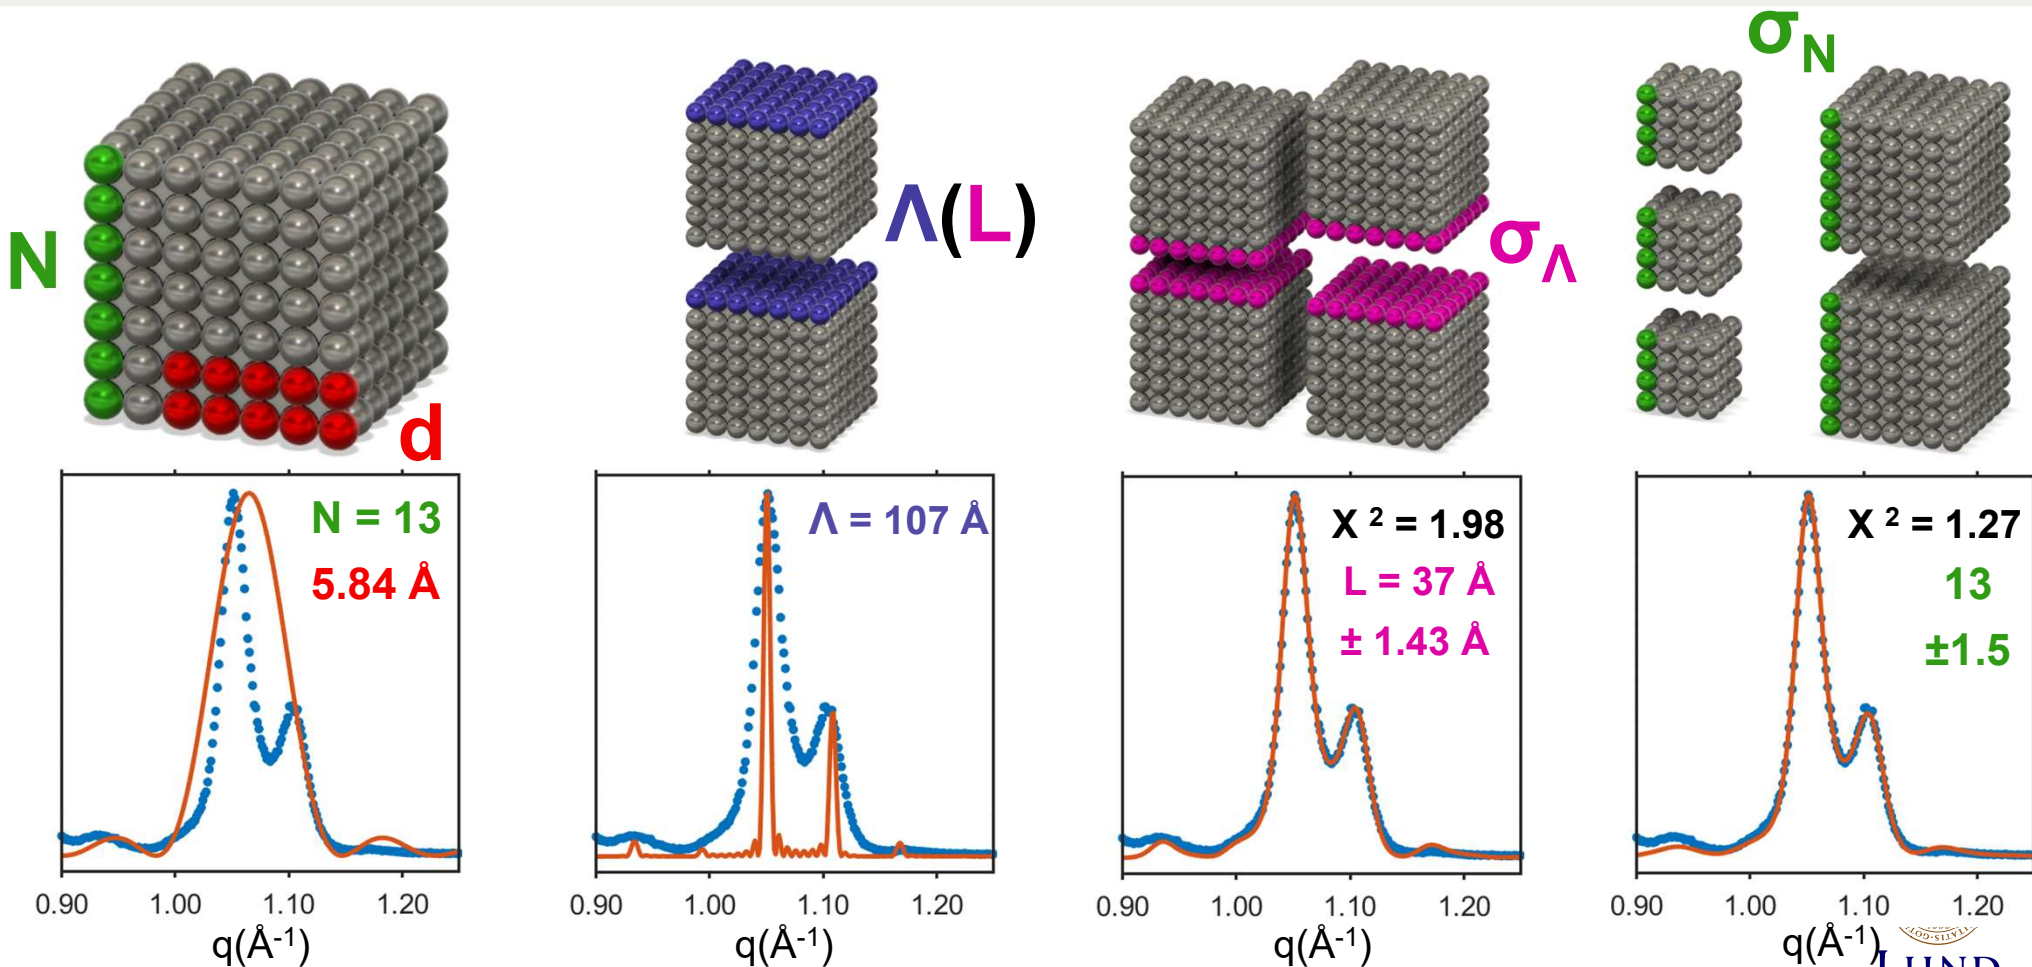 N
d
Λ(L)
σΛ
σN
N = 13
5.84 Å
0.90 1.00 1.10 1.20
q(Å-1)
Λ = 107 Å
0.90 1.00 1.10 1.20
q(Å-1)
X 2 = 1.98
L = 37 Å
± 1.43 Å
0.90 1.00 1.10 1.20
q(Å-1)
X 2 = 1.27
13
±1.5
0.90 1.00 1.10 1.20
q(Å-1)
LUND